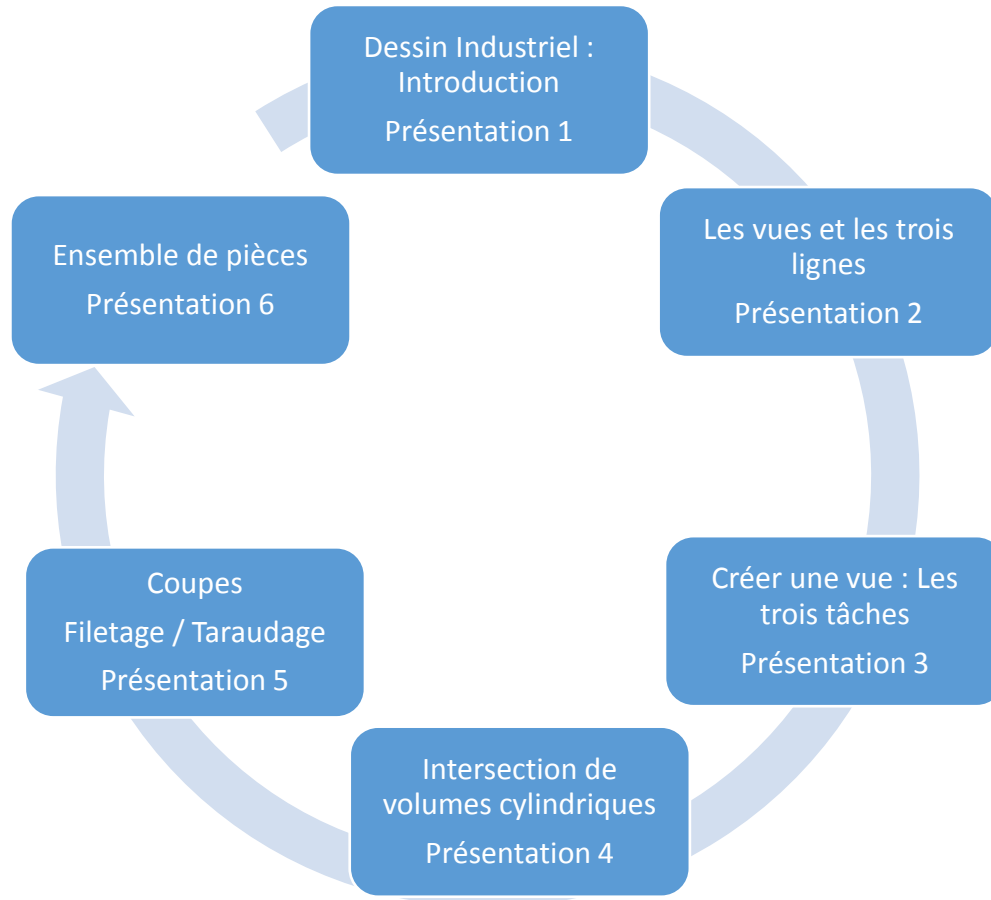 Dessin Industriel :
Introduction
Présentation 1
Les vues et les trois
lignes
Présentation 2
Créer une vue : Les
trois tâches
Présentation 3
Intersection de
volumes cylindriques
Présentation 4
Coupes
Filetage / Taraudage
Présentation 5
Ensemble de pièces
Présentation 6